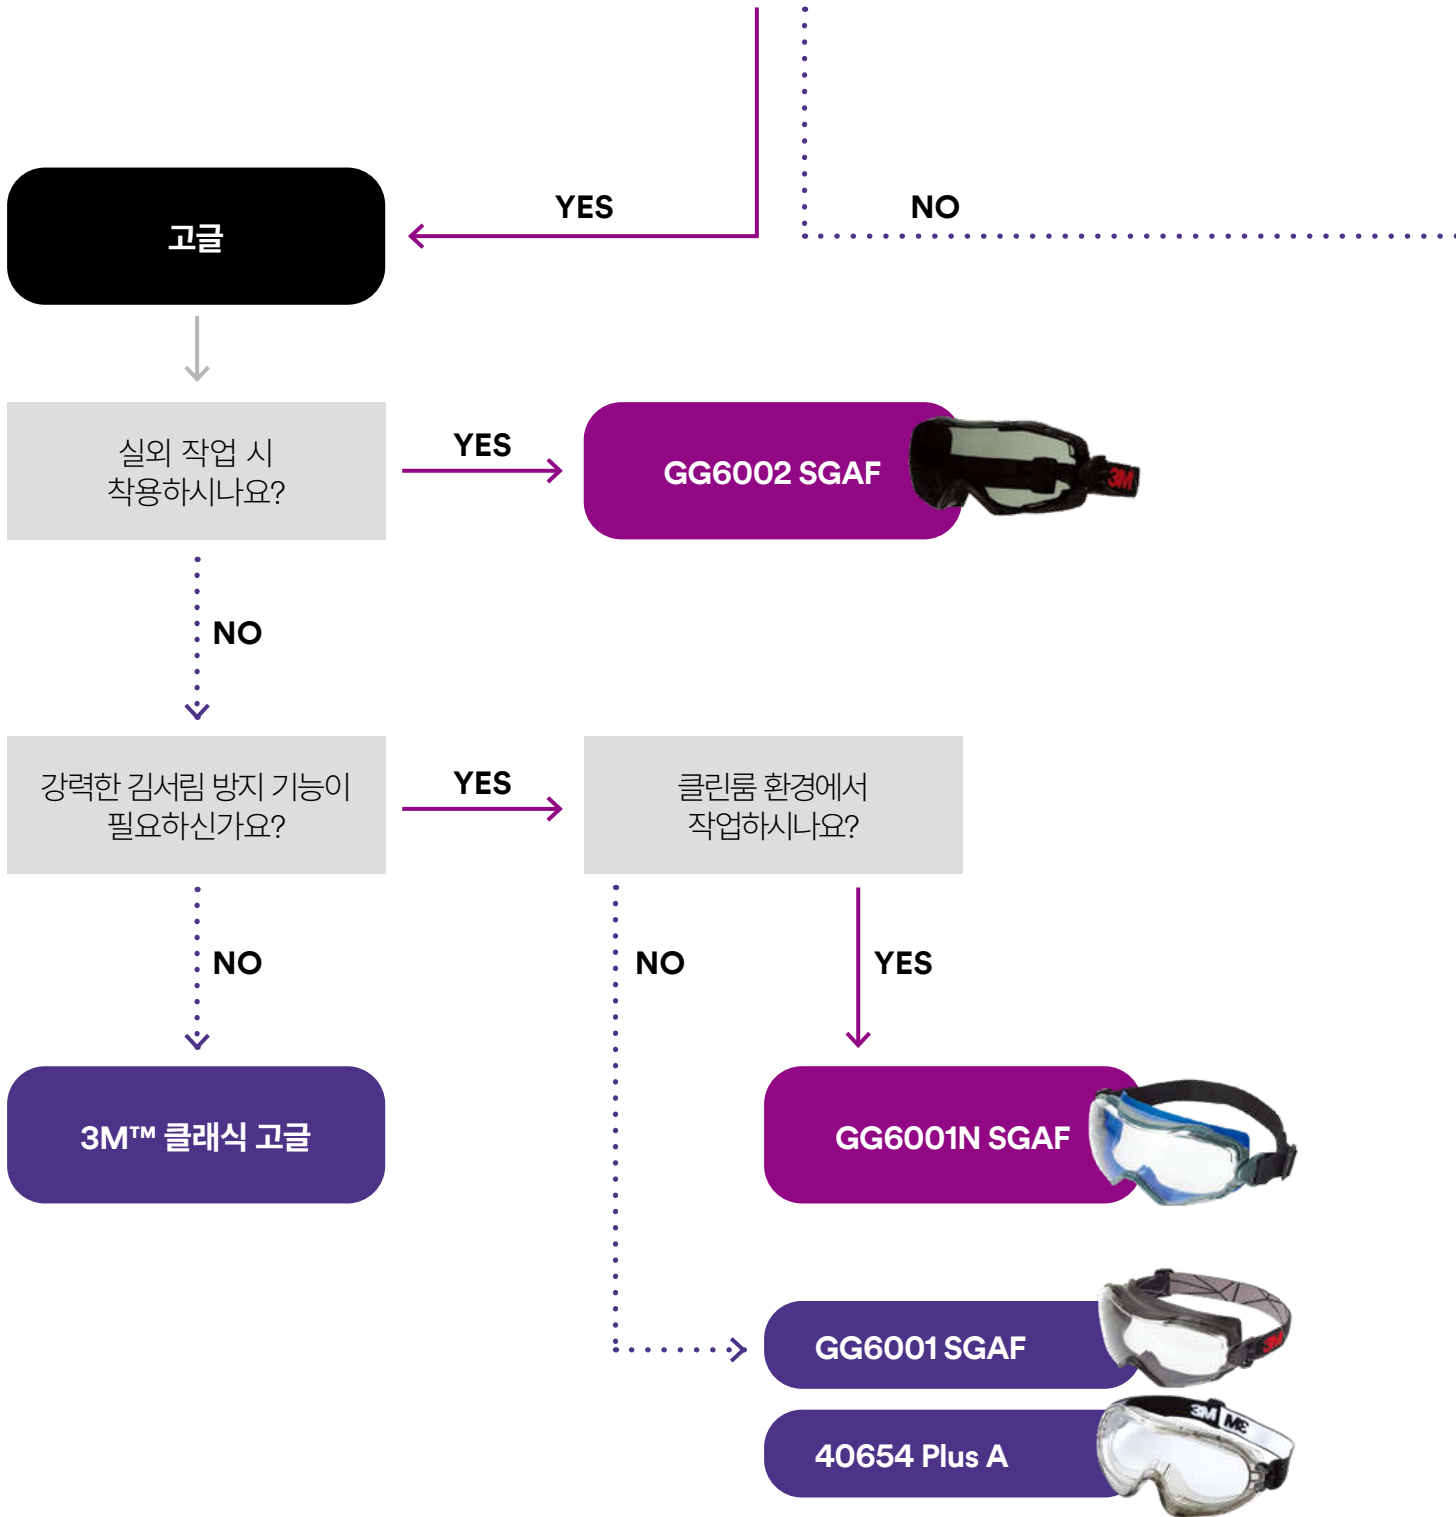 YES
NO
고글
실외 작업 시
착용하시나요?
YES
GG6002 SGAF
3M
NO
강력한 김서림 방지 기능이
필요하신가요?
YES
클린룸 환경에서
작업하시나요?
NO
NO
YES
3M™ 클래식 고글
GG6001N SGAF
GG6001 SGAF
3M
40654 Plus A
3M